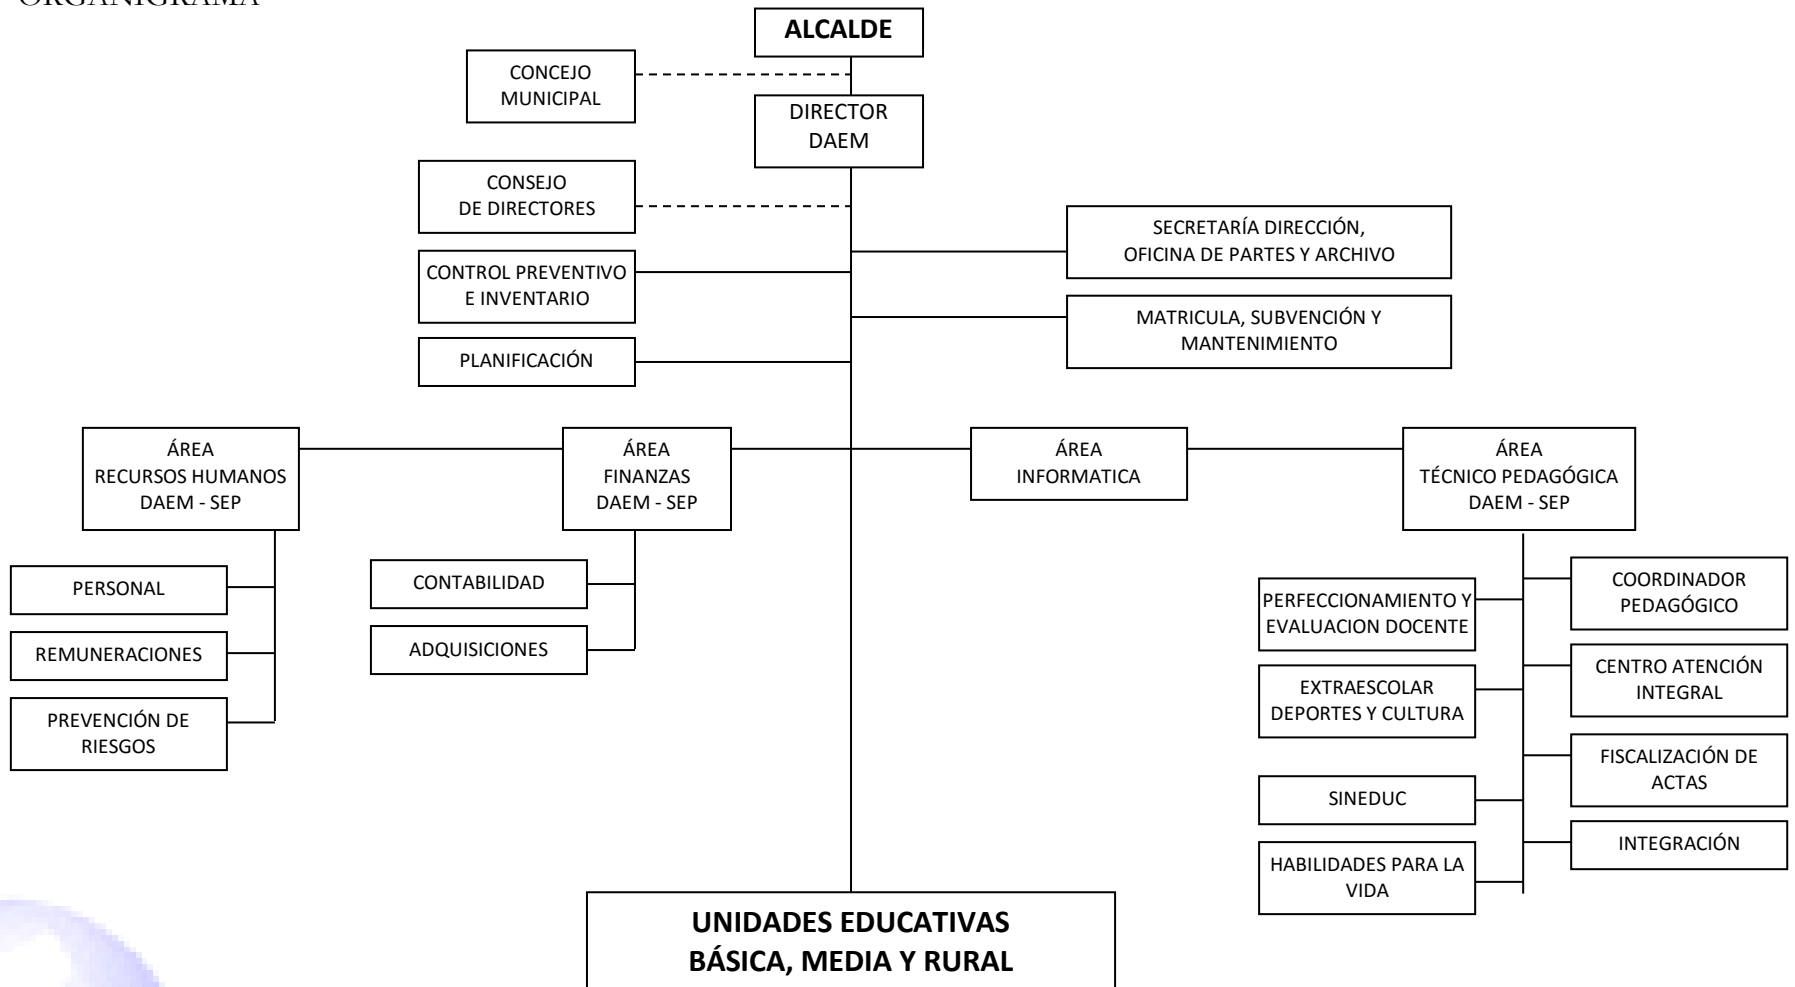 ORGANIGRAMA
ALCALDE
CONCEJO
MUNICIPAL
DIRECTOR
DAEM
CONSEJO
DE DIRECTORES
SECRETARÍA DIRECCIÓN,
OFICINA DE PARTES Y ARCHIVO
CONTROL PREVENTIVO
E INVENTARIO
MATRICULA, SUBVENCIÓN Y
MANTENIMIENTO
PLANIFICACIÓN
ÁREA
RECURSOS HUMANOS
DAEM - SEP
ÁREA
FINANZAS
DAEM - SEP
ÁREA
INFORMATICA
ÁREA
TÉCNICO PEDAGÓGICA
DAEM - SEP
PERSONAL
REMUNERACIONES
PREVENCIÓN DE
RIESGOS
CONTABILIDAD
ADQUISICIONES
PERFECCIONAMIENTO Y
EVALUACION DOCENTE
EXTRAESCOLAR
DEPORTES Y CULTURA
SINEDUC
HABILIDADES PARA LA
VIDA
COORDINADOR
PEDAGÓGICO
CENTRO ATENCIÓN
INTEGRAL
FISCALIZACIÓN DE
ACTAS
INTEGRACIÓN
UNIDADES EDUCATIVAS
BÁSICA, MEDIA Y RURAL